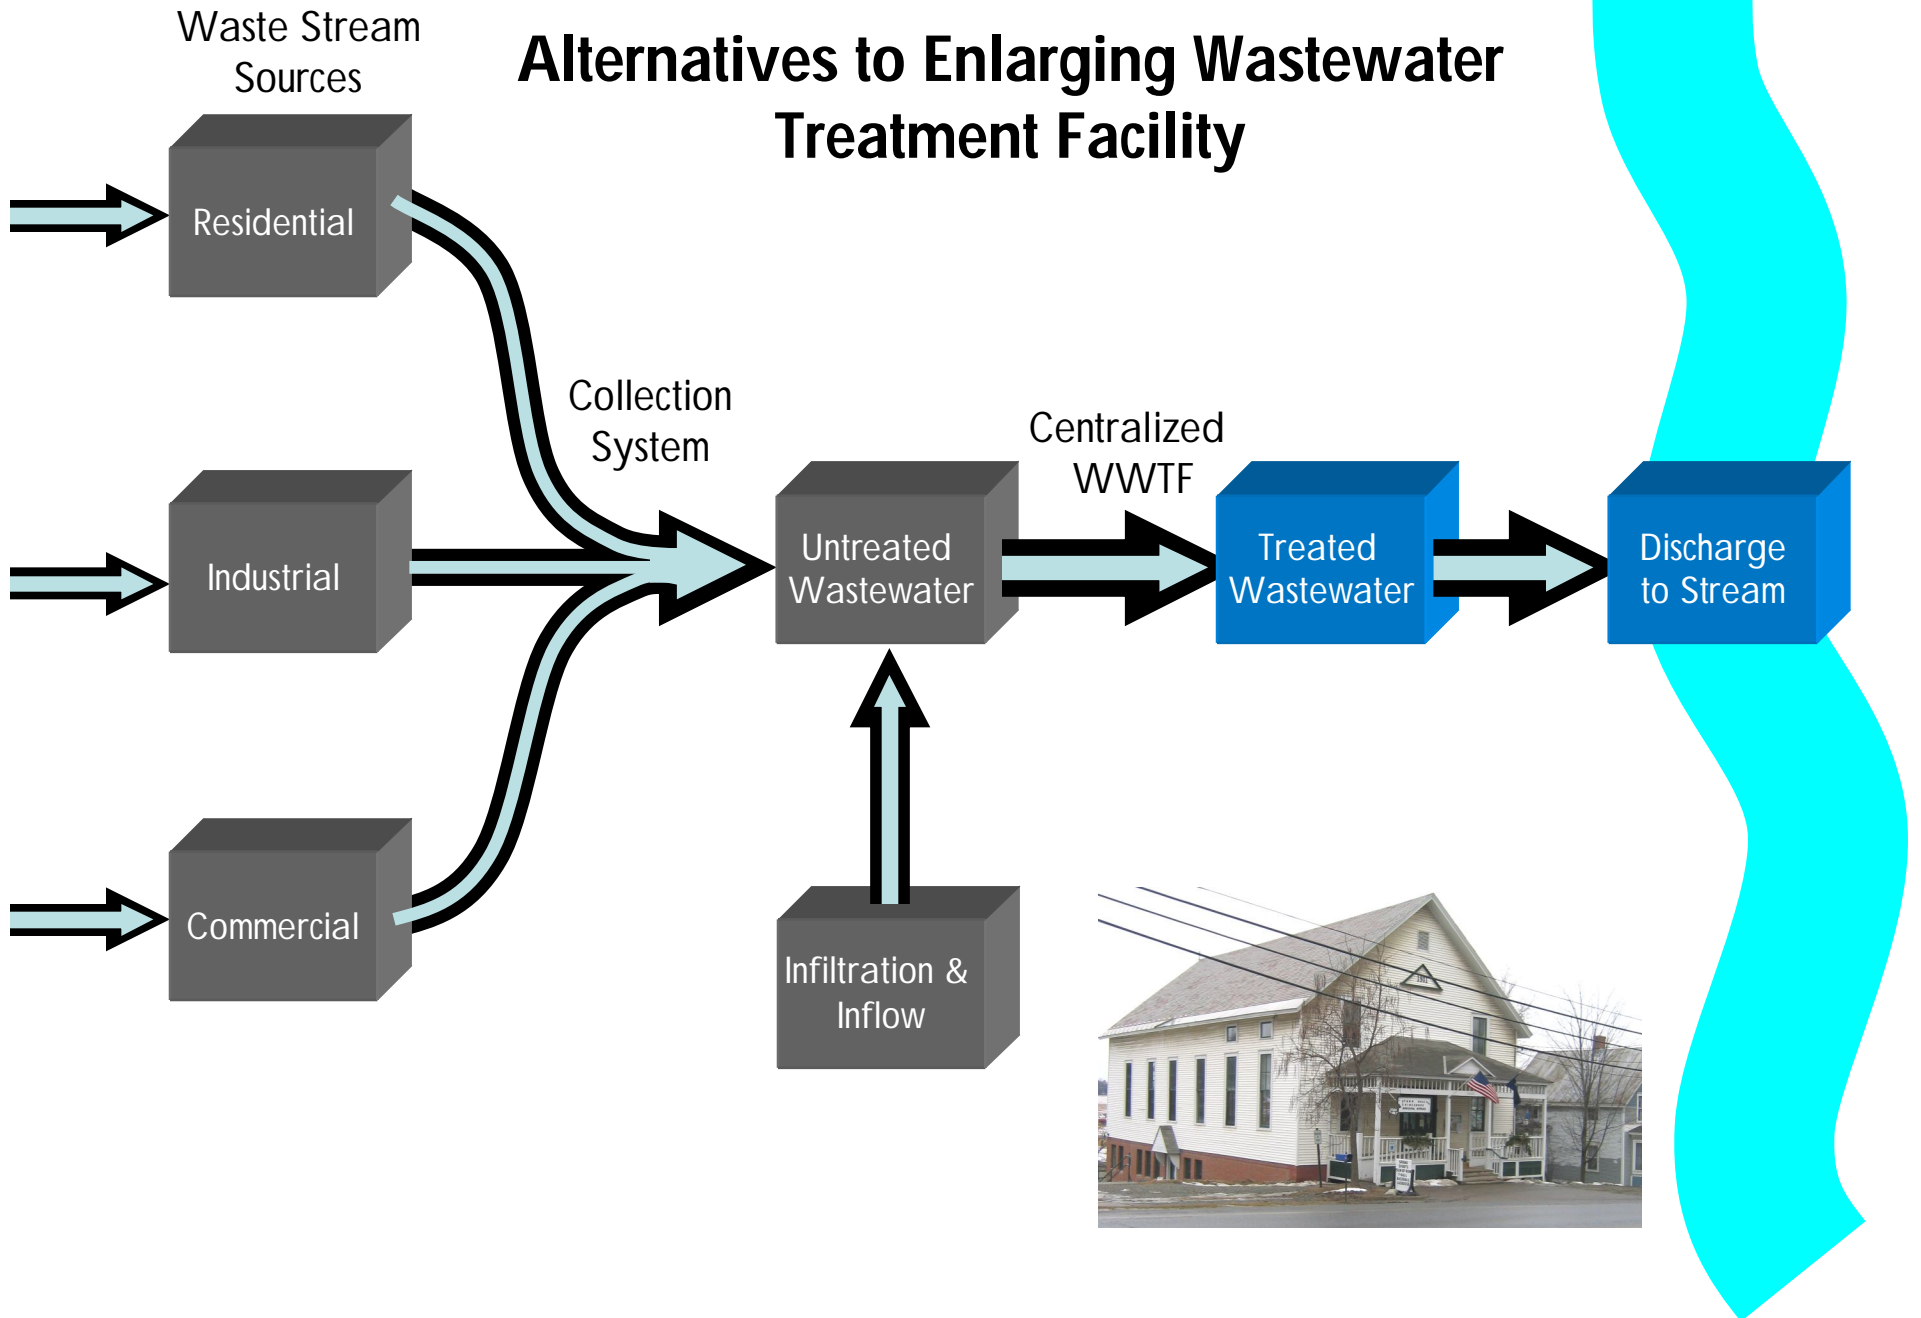 Waste Stream
Sources
Alternatives to Enlarging Wastewater
Treatment Facility
Residential
Collection
System
Centralized
WWTF
Industrial
Untreated
Wastewater
Treated
Wastewater
Discharge
to Stream
Commercial
Infiltration &
Inflow